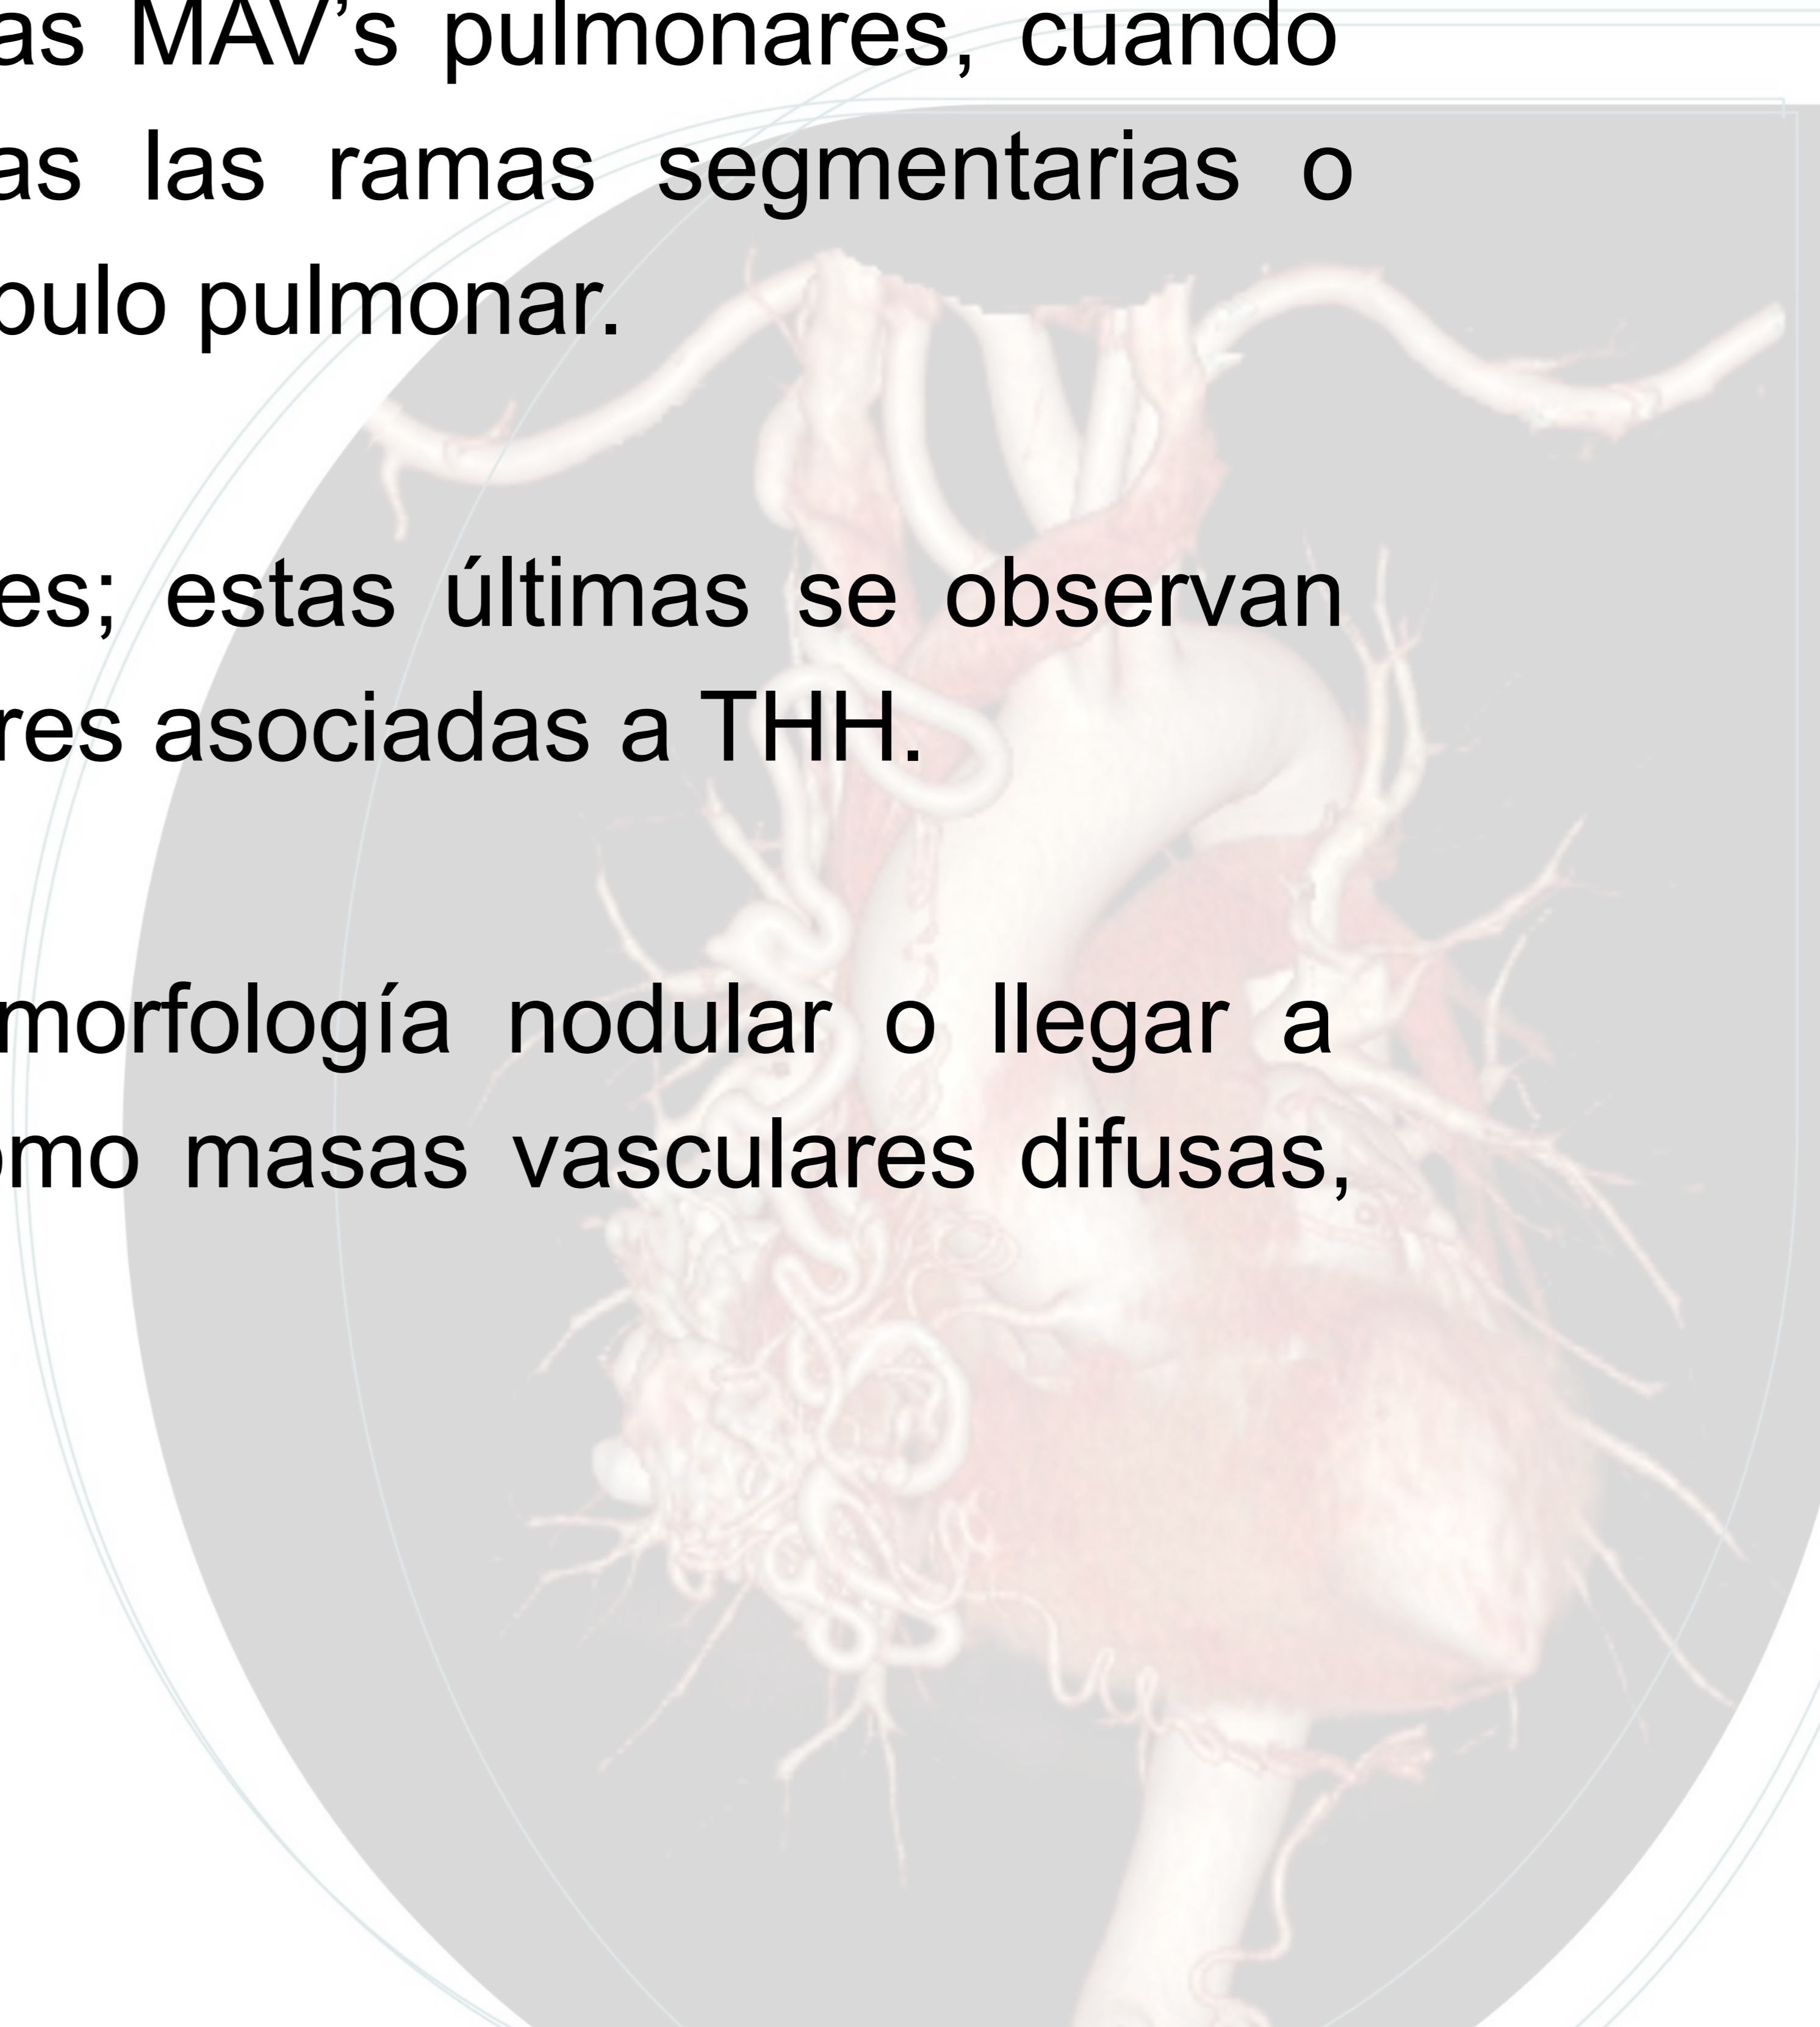 as MAV’s pulmonares, cuando
as las ramas segmentarias o
bulo pulmonar.
es; estas últimas se observan
res asociadas a THH.
morfología nodular o llegar a
omo masas vasculares difusas,